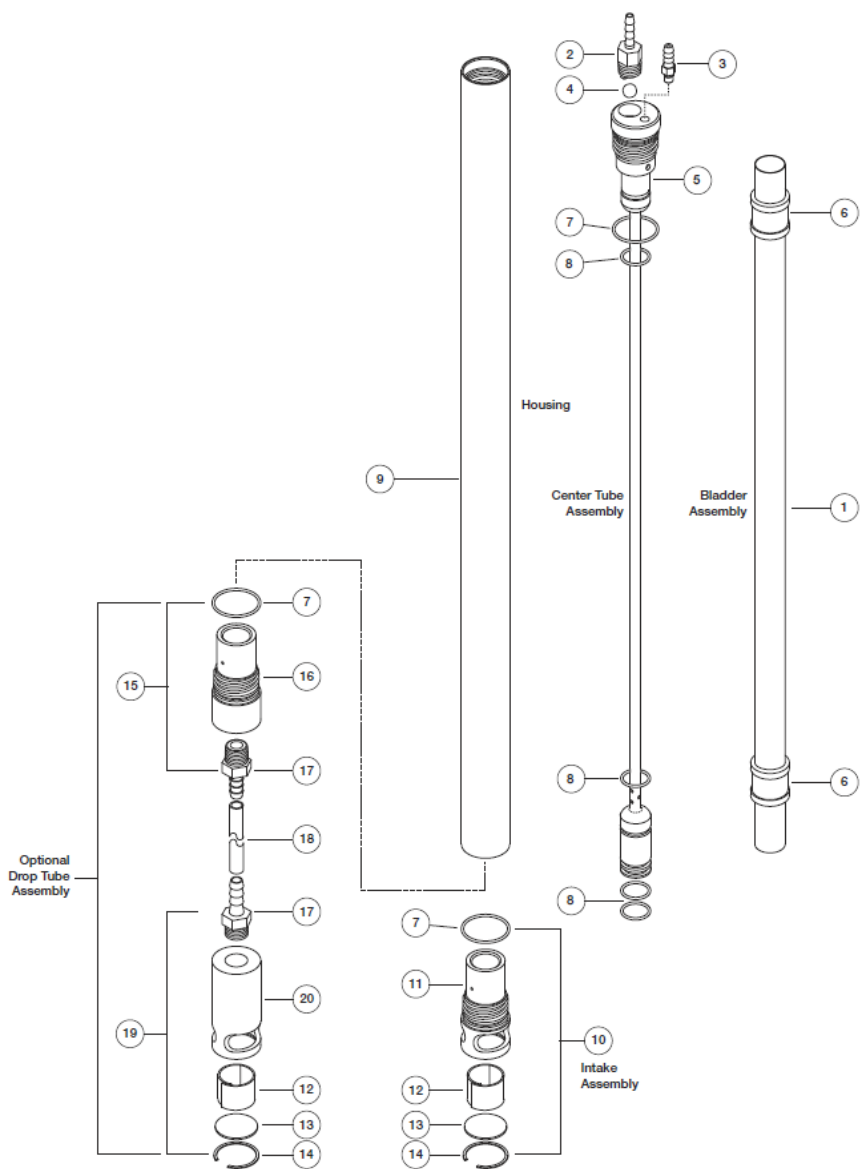 2
3
4
5
6
7
8
Housing
9
Center Tube
Assembly
Bladder
Assembly
1
7
15
16
8
17
6
18
Optional
Drop Tube
Assembly
17
8
7
11
20
19
10
Intake
Assembly
12
12
13
13
14
14